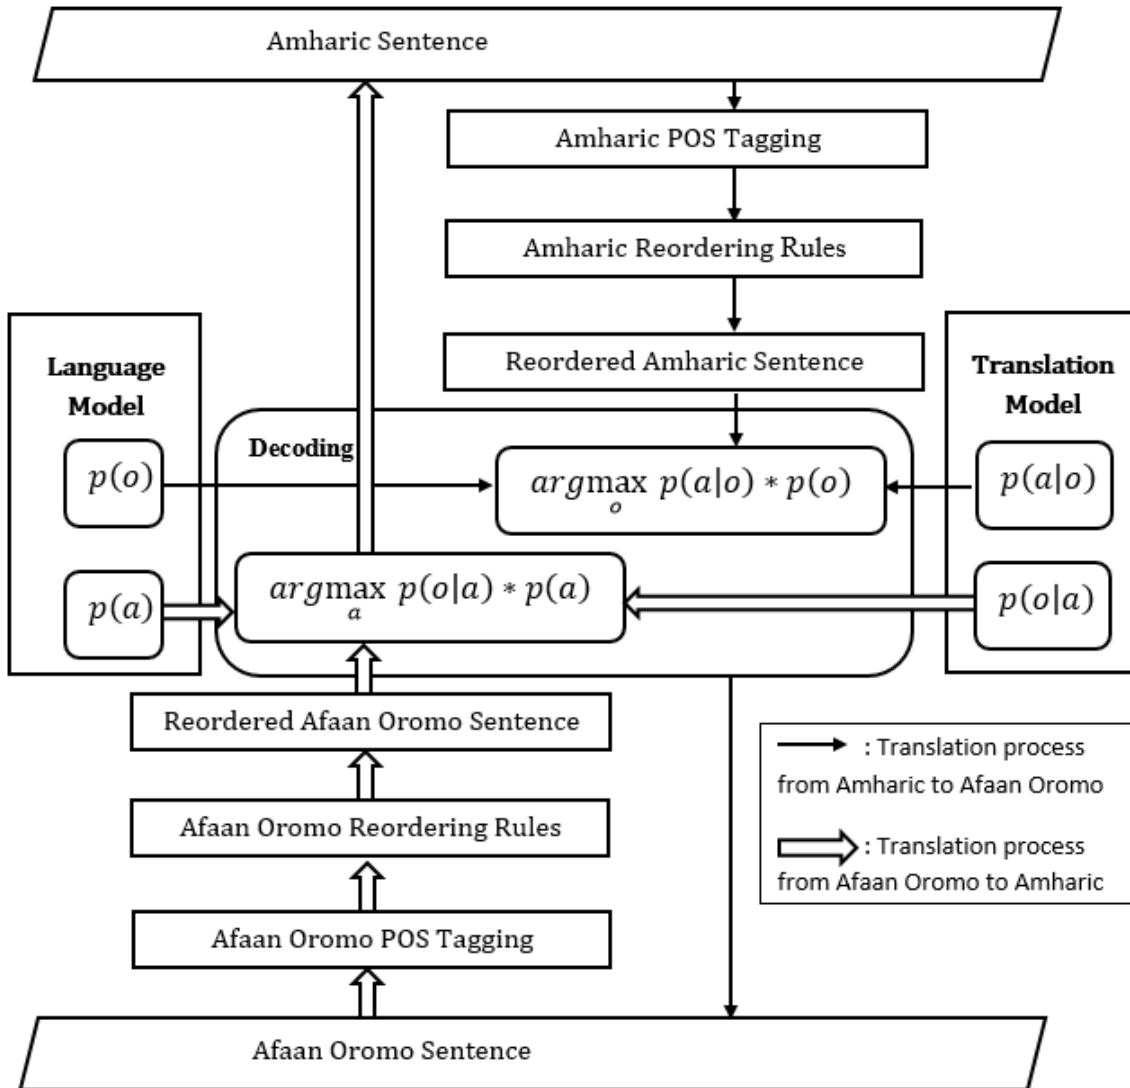 Amharic Sentence
Amharic POS Tagging
Amharic Reordering Rules
Reordered Amharic Sentence
Language
Model
p(o)
p(a)
Decoding
argmax p(a|o) * p(o)
o
argmax p(o|a) * p(a)
a
Translation
Model
p(a|o)
p(o|a)
Reordered Afaan Oromo Sentence
Afaan Oromo Reordering Rules
Afaan Oromo POS Tagging
Afaan Oromo Sentence
: Translation process
from Amharic to Afaan Oromo
: Translation process
from Afaan Oromo to Amharic